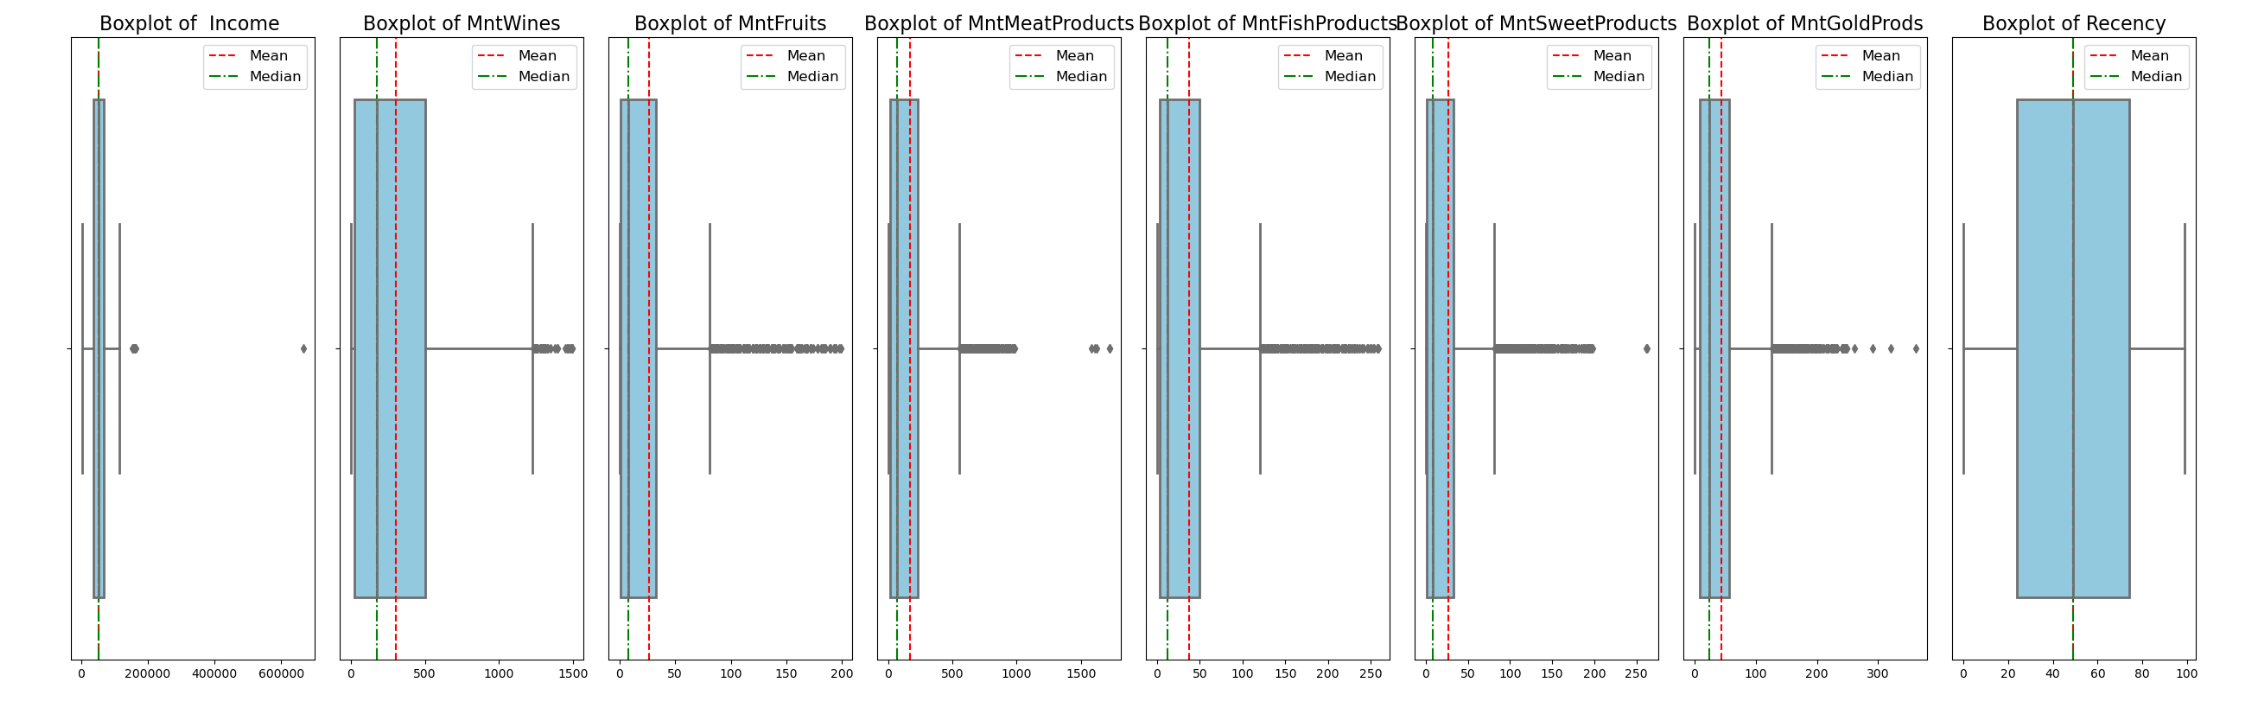 Boxplot of  Income
Mean
Median
0 200000 400000 600000
Boxplot of MntWines
Mean
Median
0 500 1000 1500
Boxplot of MntFruits
Mean
Median
0 50 100 150 200
Boxplot of MntMeatProducts
Mean
Median
0 500 1000 1500
Boxplot of MntFishProducts
Mean
Median
0 50 100 150 200 250
Boxplot of MntSweetProducts
Mean
Median
0 50 100 150 200 250
Boxplot of MntGoldProds
Mean
Median
0 100 200 300
Boxplot of Recency
Mean
Median
0 20 40 60 80 100